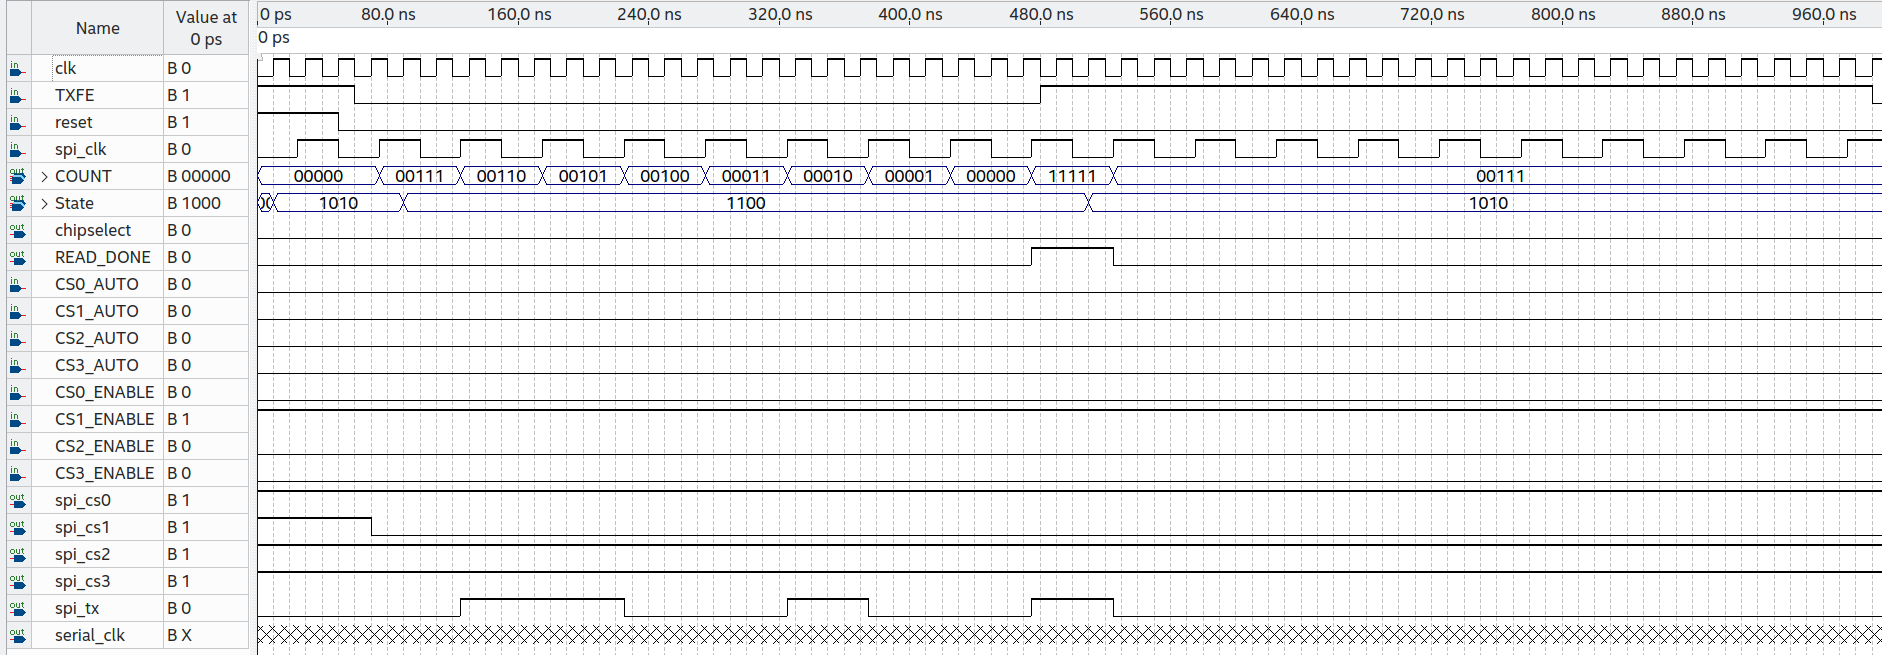 Name Value at 0 ps 0 ps 80.0 ns 160.0 ns 240.0 ns 320.0 ns 400.0 ns 480.0 ns 560.0 ns 640.0 ns 720.0 ns 800.0 ns 880.0 ns 960.0 ns
0 ps
in clk B 0
in TXFE B 1
in reset B 1
in spi_clk B 0
out > COUNT B 00000 00000 00111 00110 00101 00100 00011 00010 00001 00000 11111 00111
out > State B 1000 1010 1100 1010
out chipselect B 0
out READ_DONE B 0
in CS0_AUTO B 0
in CS1_AUTO B 0
in CS2_AUTO B 0
in CS3_AUTO B 0
in CS0_ENABLE B 0
in CS1_ENABLE B 1
in CS2_ENABLE B 0
in CS3_ENABLE B 0
out spi_cs0 B 1
out spi_cs1 B 1
out spi_cs2 B 1
out spi_cs3 B 1
out spi_tx B 0
out serial_clk B X